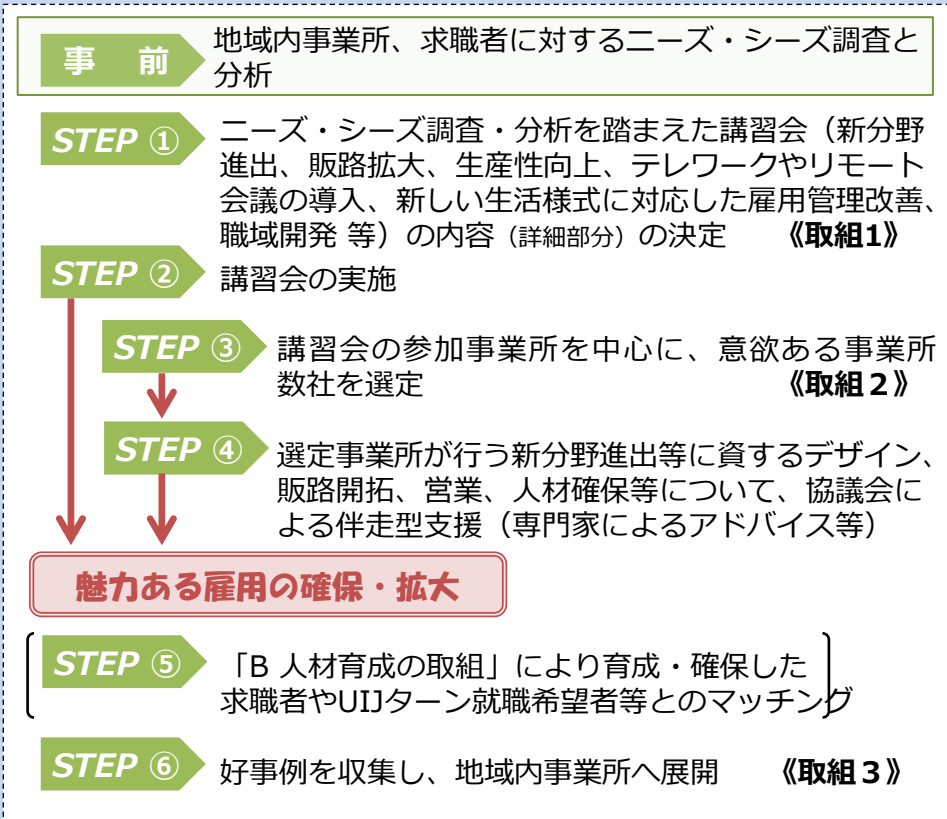 事 前
地域内事業所、求職者に対するニーズ・シーズ調査と
分析
STEP ①
ニーズ・シーズ調査・分析を踏まえた講習会（新分野
進出、販路拡大、生産性向上、テレワークやリモート
会議の導入、新しい生活様式に対応した雇用管理改善、
職域開発 等）の内容（詳細部分）の決定 《取組1》
STEP ②
講習会の実施
STEP ③
講習会の参加事業所を中心に、意欲ある事業所
数社を選定 《取組２》
STEP ④
選定事業所が行う新分野進出等に資するデザイン、
販路開拓、営業、人材確保等について、協議会に
よる伴走型支援（専門家によるアドバイス等）
魅力ある雇用の確保・拡大
STEP ⑤
「B 人材育成の取組」により育成・確保した
求職者やUIJターン就職希望者等とのマッチング
STEP ⑥
好事例を収集し、地域内事業所へ展開 《取組３》